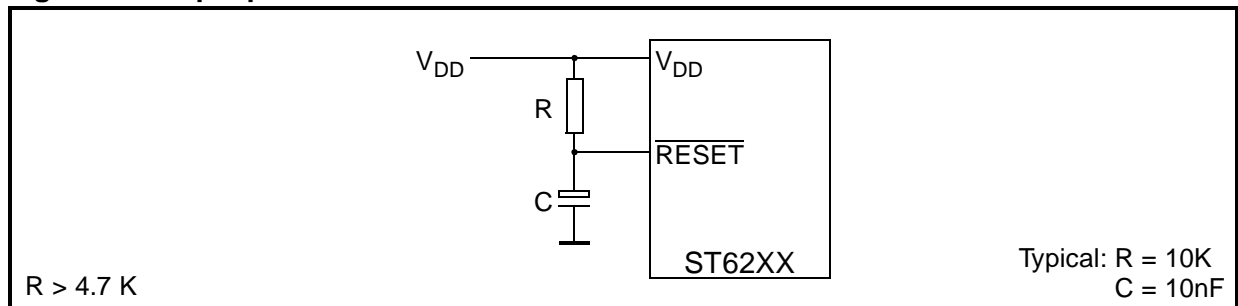 V_DD
V_DD
R
RESET
C
ST62XX
Typical: R = 10K
C = 10nF
R > 4.7 K